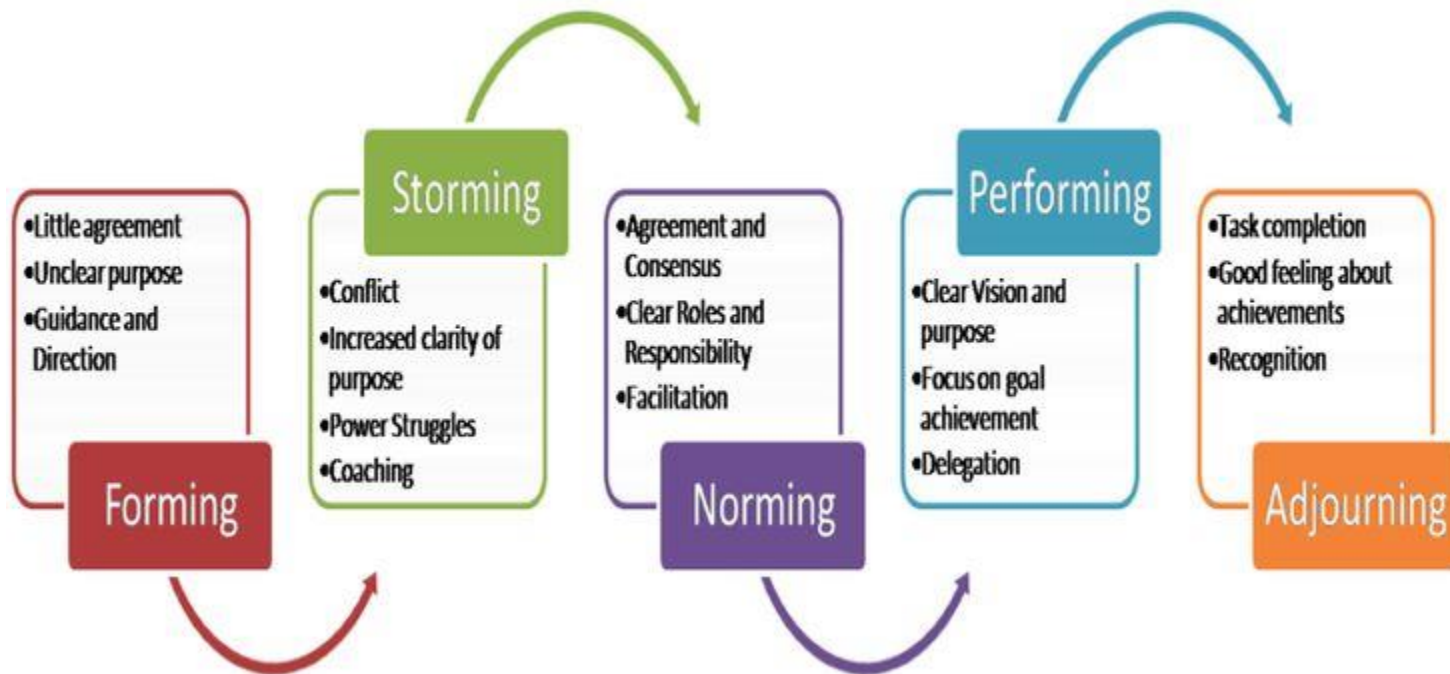 •Little agreement
•Unclear purpose
•Guidance and
Direction
Forming
Storming
•Conflict
•Increased clarity of
purpose
•Power Struggles
•Coaching
•Agreement and
Consensus
•Clear Roles and
Responsibility
•Facilitation
Norming
Performing
•Clear Vision and
purpose
•Focus on goal
achievement
•Delegation
•Task completion
•Good feeling about
achievements
•Recognition
Adjourning